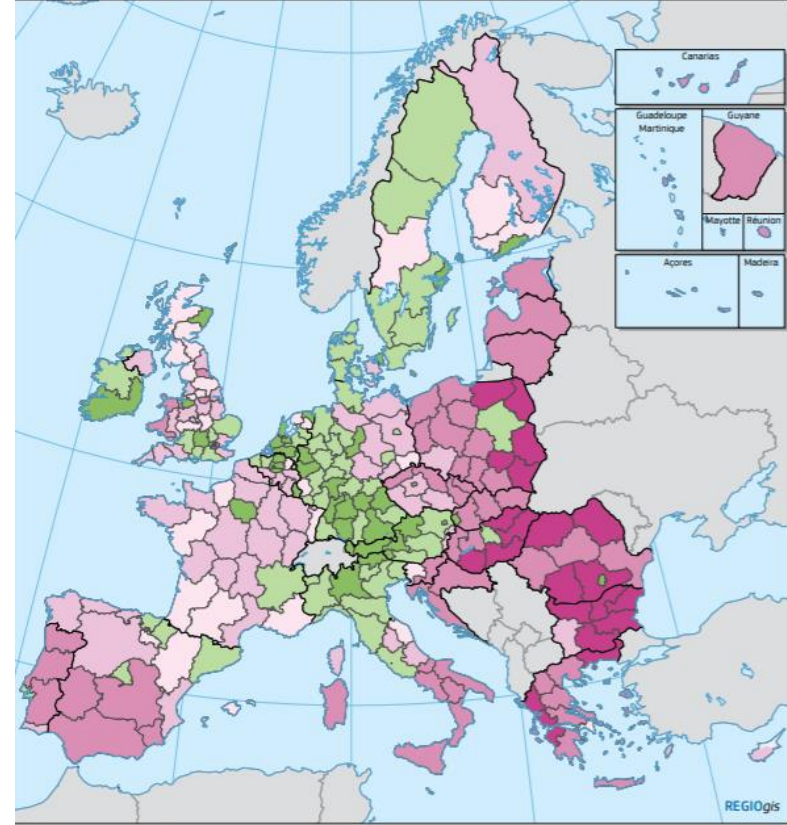 Canarias
Guadeloupe
Martinique
Guyane
Mayotte
Réunion
Açores
Madeira
REGIOgis